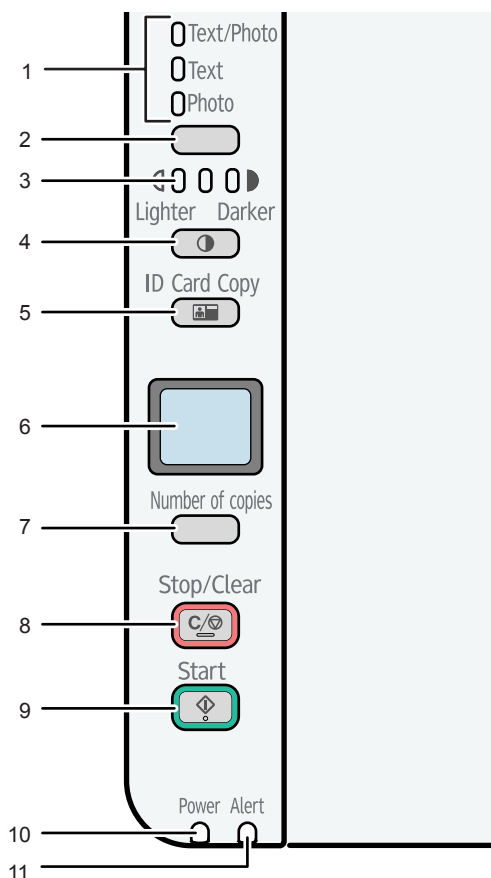 Text/Photo
1
Text
Photo
2
3
Lighter Darker
4
ID Card Copy
5
6
Number of copies
7
Stop/Clear
8 C/
Start
9
Power Alert
10
11